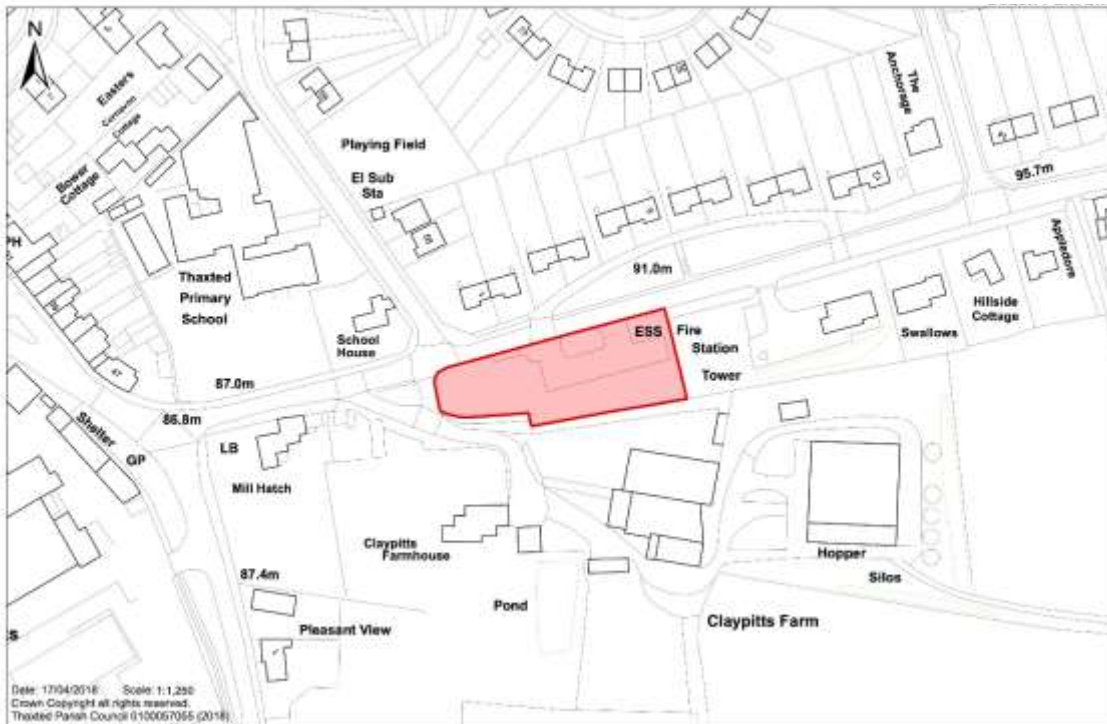 N
Easters
Cottage
Bower
Cottage
PH
Playing Field
El Sub
Sta
The
Anchorage
95.7m
91.0m
Appledore
Hillside
Cottage
Swallows
Thaxted
Primary
School
School
House
ESS
Fire
Station
Tower
87.0m
86.8m
47
Shelter
GP
LB
Mill Hatch
Claypitts
Farmhouse
87.4m
Pond
Pleasant View
Hopper
Silos
Claypitts Farm
Date: 17/04/2018 Scale: 1:1,250
Crown Copyright all rights reserved.
Thaxted Parish Council 0100057055 (2018)